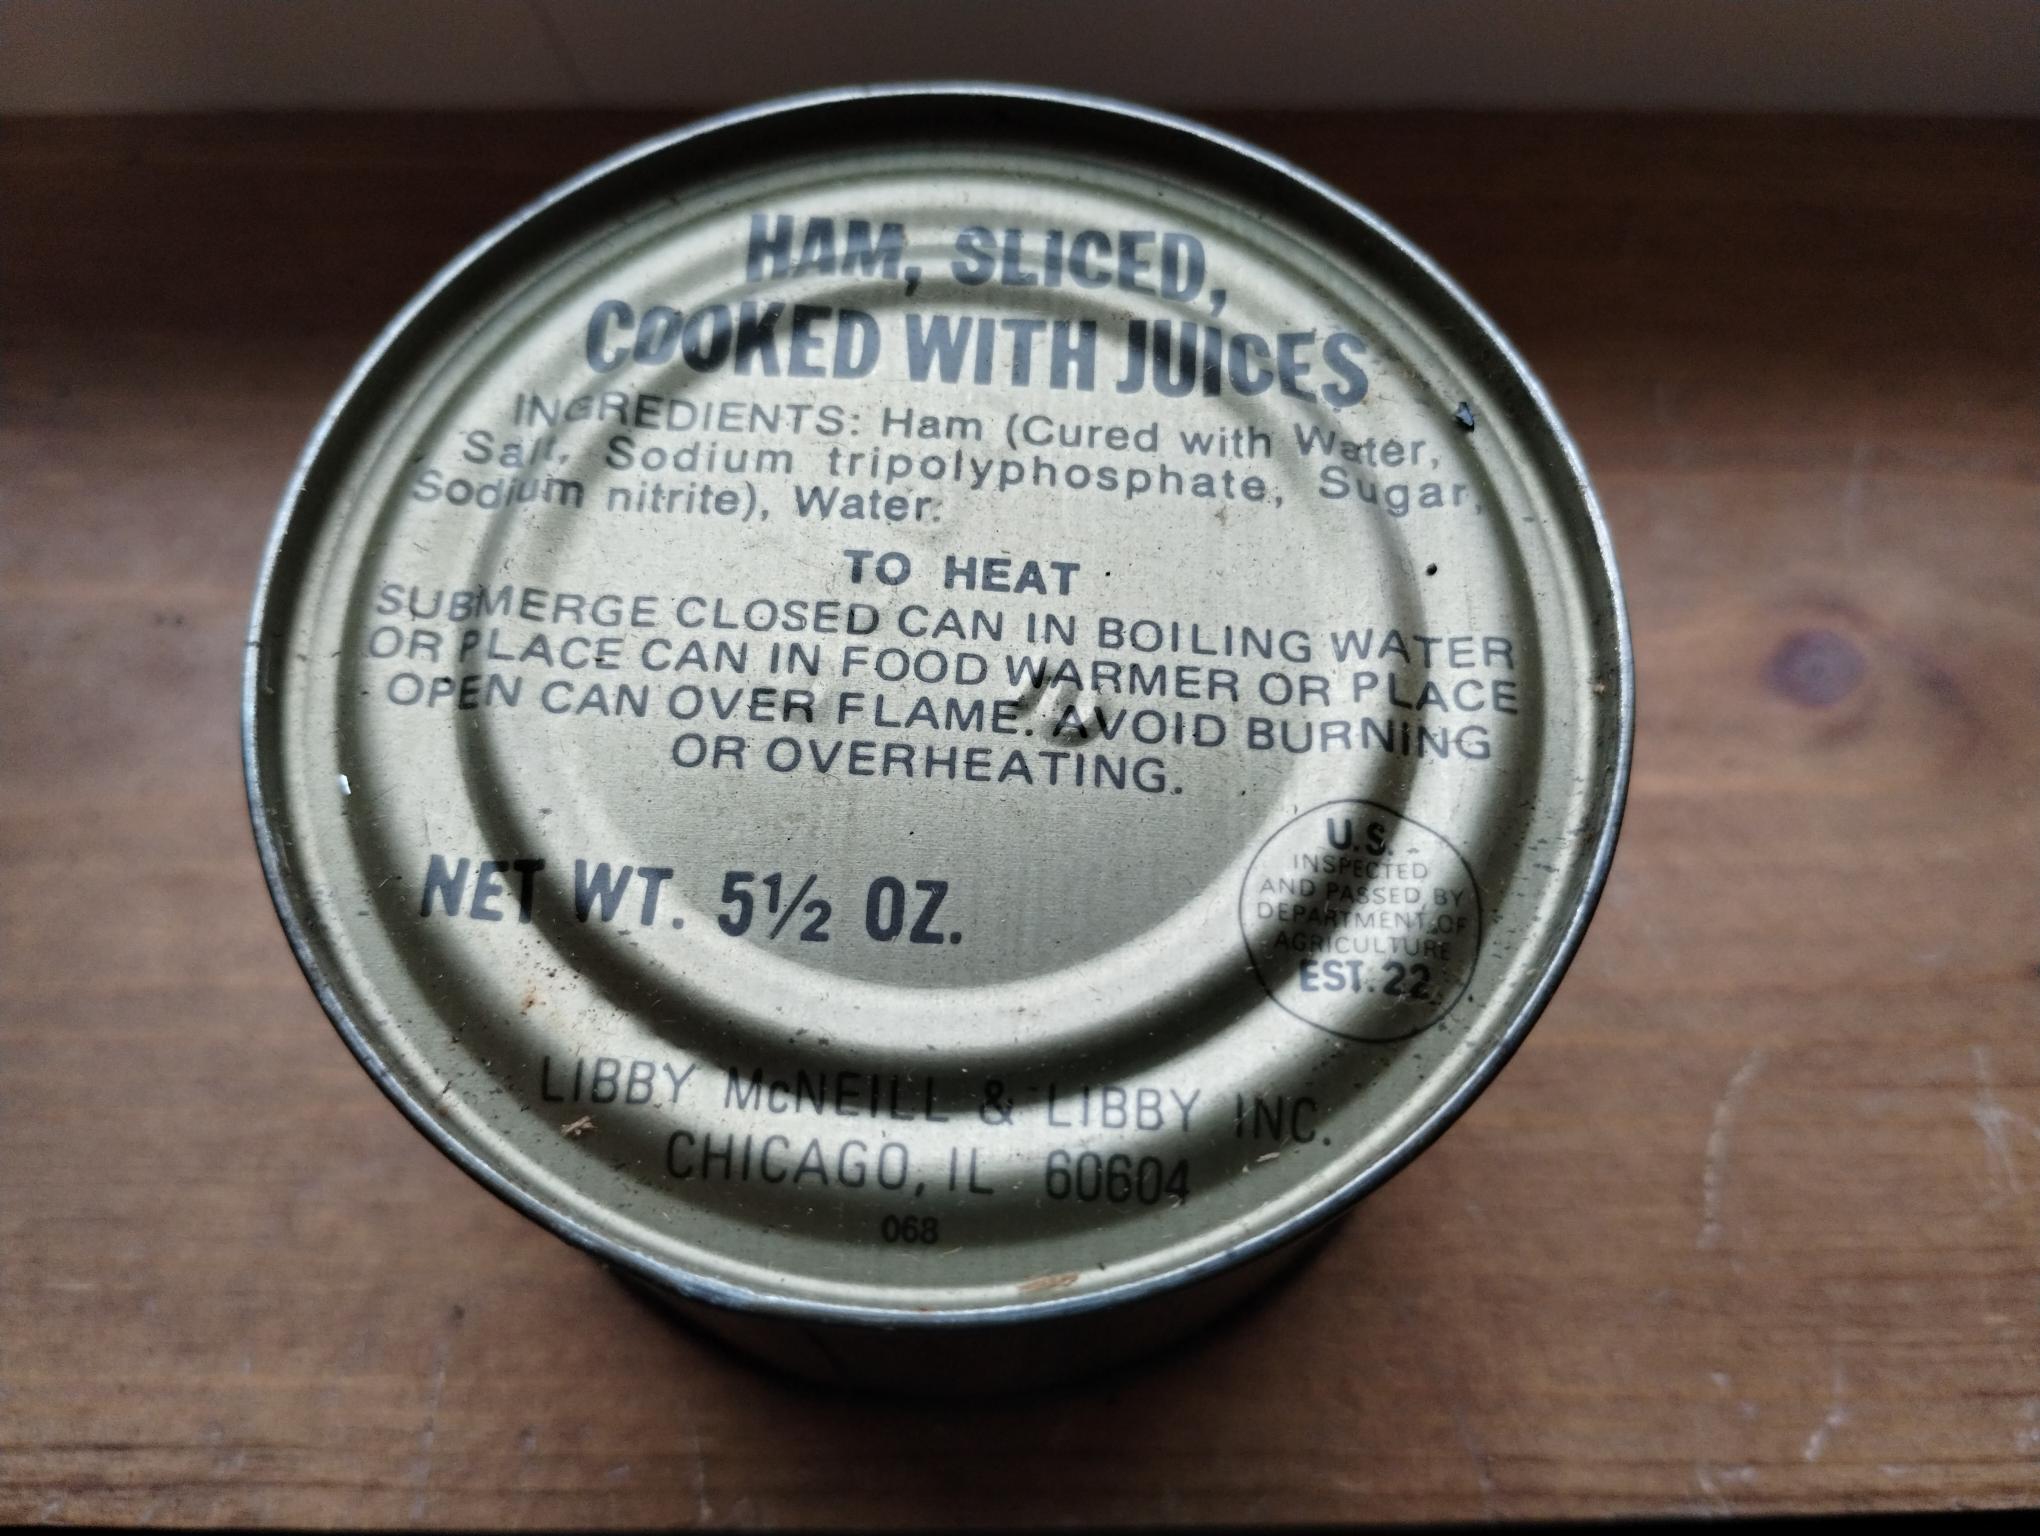 HAM, SLICED,
COOKED WITH JUICES
INGREDIENTS: Ham (Cured with Water,
Salt, Sodium tripolyphosphate, Sugar,
Sodium nitrite), Water.
TO HEAT
SUBMERGE CLOSED CAN IN BOILING WATER
OR PLACE CAN IN FOOD WARMER OR PLACE
OPEN CAN OVER FLAME. AVOID BURNING
OR OVERHEATING.
NET WT. 5½ OZ.
U.S.
INSPECTED
AND PASSED BY
DEPARTMENT OF
AGRICULTURE
EST. 22
LIBBY McNEILL & LIBBY INC.
CHICAGO, IL 60604
068